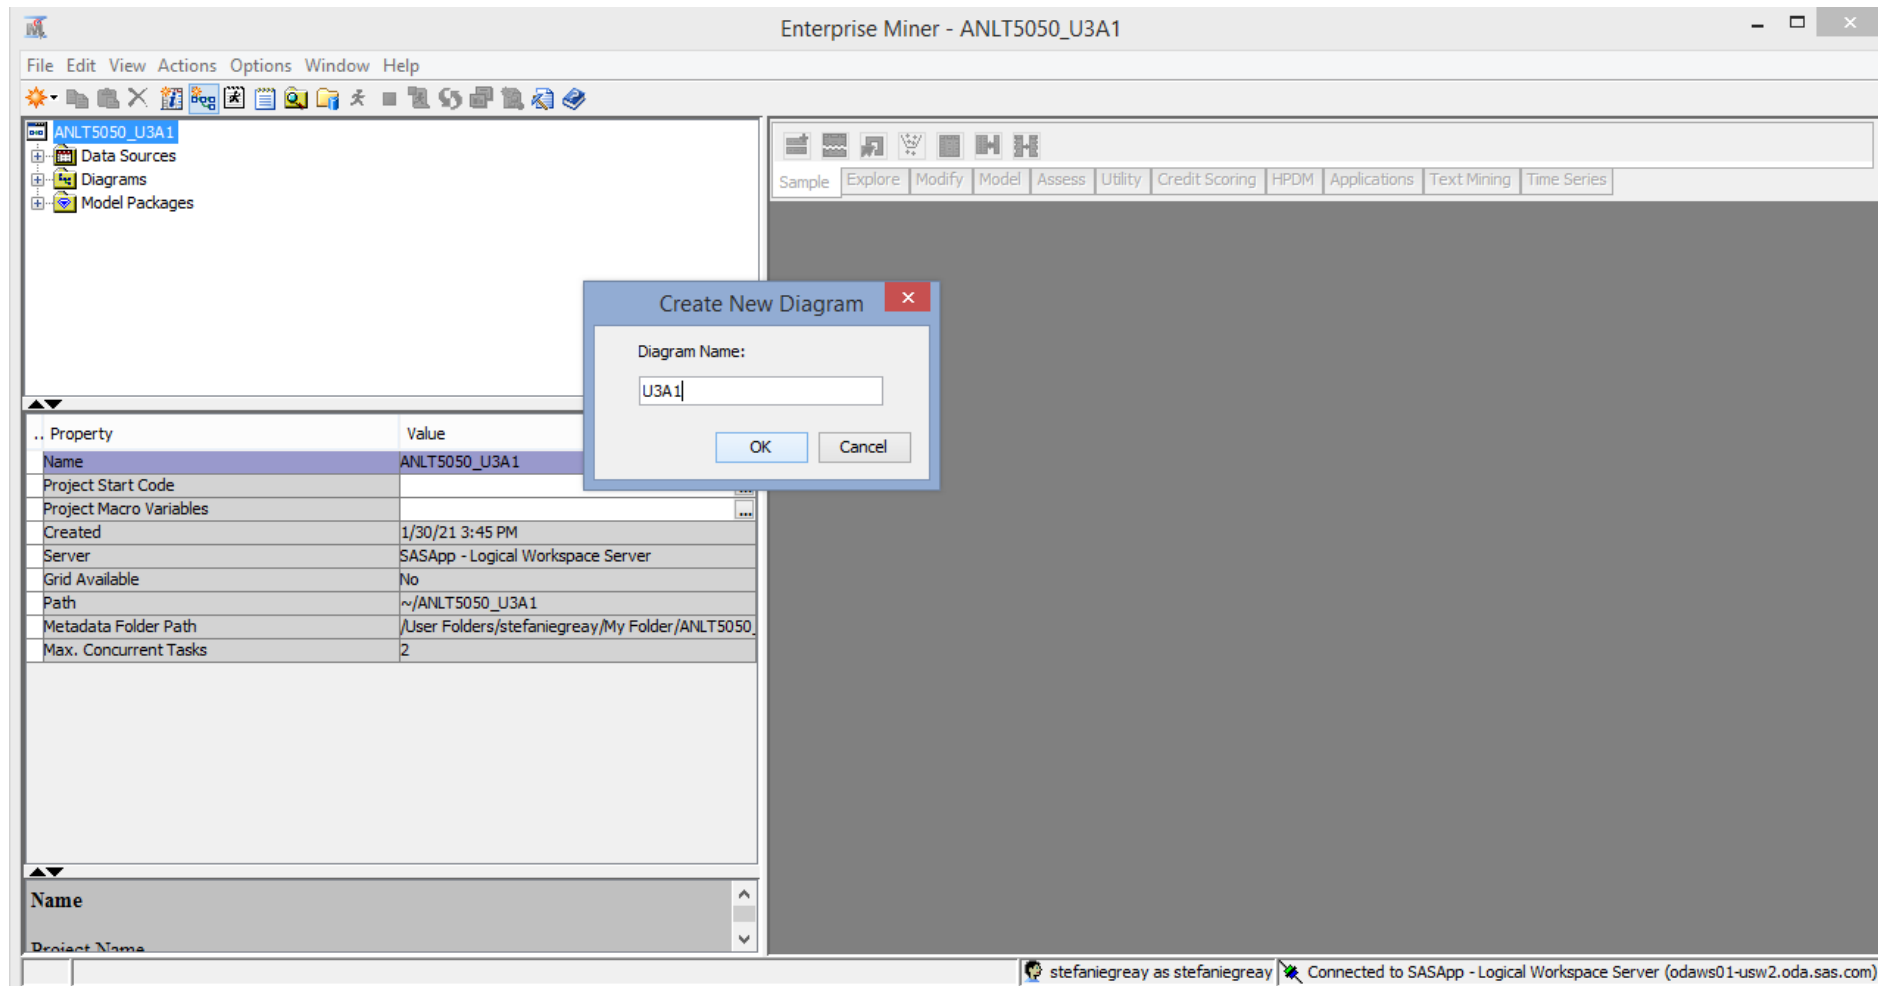 Enterprise Miner - ANLT5050_U3A1
File Edit View Actions Options Window Help
ANLT5050_U3A1
Data Sources
Diagrams
Model Packages
Sample Explore Modify Model Assess Utility Credit Scoring HPDM Applications Text Mining Time Series
Create New Diagram
Diagram Name:
U3A1
OK Cancel
.. Property Value
Name ANLT5050_U3A1
Project Start Code
Project Macro Variables
Created 1/30/21 3:45 PM
Server SASApp - Logical Workspace Server
Grid Available No
Path ~/ANLT5050_U3A1
Metadata Folder Path /User Folders/stefaniegreay/My Folder/ANLT5050_
Max. Concurrent Tasks 2
Name
Project Name
stefaniegreay as stefaniegreay Connected to SASApp - Logical Workspace Server (odaws01-usw2.oda.sas.com)